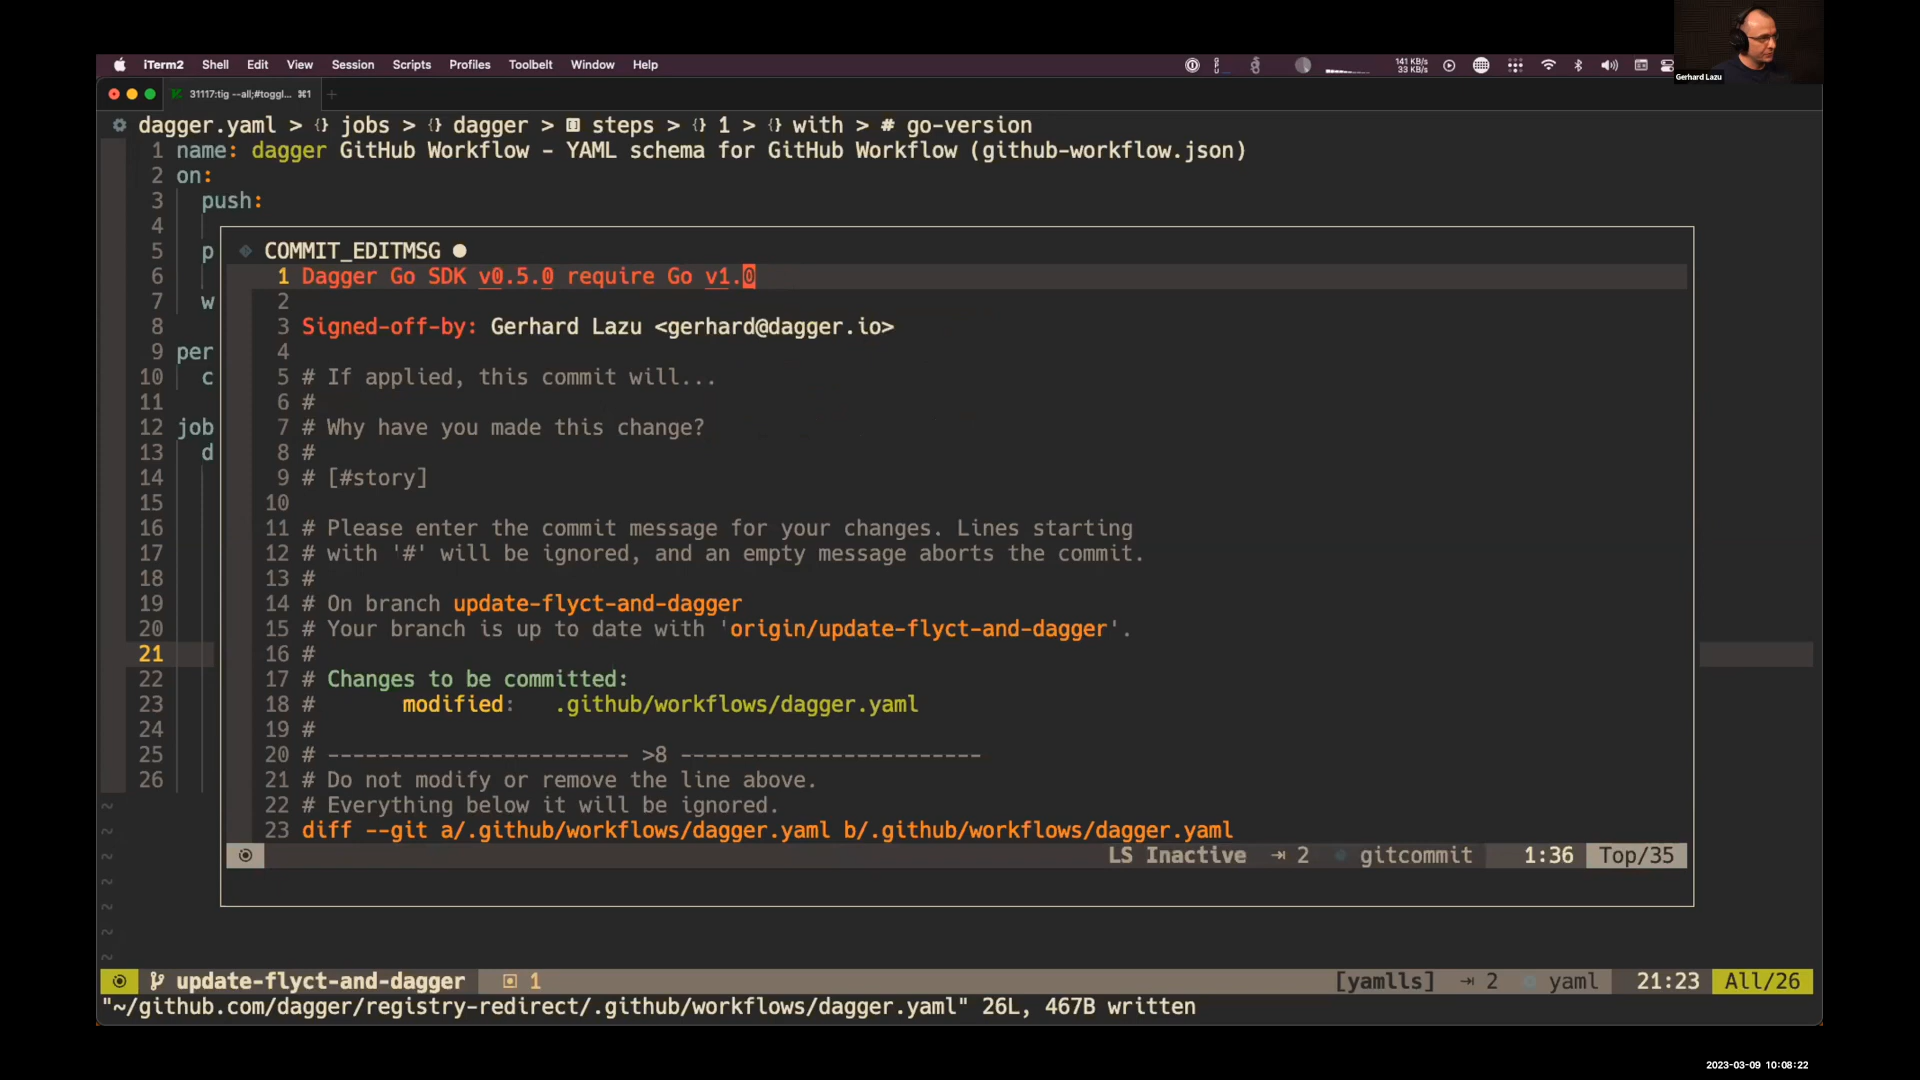 Gerhard Lazu
iTerm2 Shell Edit View Session Scripts Profiles Toolbelt Window Help
141 KB/s
33 KB/s
31117:tig --all;#toggl... ⌘1
dagger.yaml > {} jobs > {} dagger > steps > {} 1 > {} with > # go-version
1 name: dagger GitHub Workflow - YAML schema for GitHub Workflow (github-workflow.json)
2 on:
3 push:
4
5 p
6
7 w
8
9 per
10 c
11
12 job
13 d
14
15
16
17
18
19
20
21
22
23
24
25
26
COMMIT_EDITMSG ●
1 Dagger Go SDK v0.5.0 require Go v1.0
2
3 Signed-off-by: Gerhard Lazu <gerhard@dagger.io>
4
5 # If applied, this commit will...
6 #
7 # Why have you made this change?
8 #
9 # [#story]
10
11 # Please enter the commit message for your changes. Lines starting
12 # with '#' will be ignored, and an empty message aborts the commit.
13 #
14 # On branch update-flyct-and-dagger
15 # Your branch is up to date with 'origin/update-flyct-and-dagger'.
16 #
17 # Changes to be committed:
18 # modified: .github/workflows/dagger.yaml
19 #
20 # ------------------------ >8 ------------------------
21 # Do not modify or remove the line above.
22 # Everything below it will be ignored.
23 diff --git a/.github/workflows/dagger.yaml b/.github/workflows/dagger.yaml
LS Inactive ⇥ 2 gitcommit 1:36 Top/35
~
~
~
~
~
~
~
update-flyct-and-dagger 1 [yamlls] ⇥ 2 yaml 21:23 All/26
"~/github.com/dagger/registry-redirect/.github/workflows/dagger.yaml" 26L, 467B written
2023-03-09 10:08:22